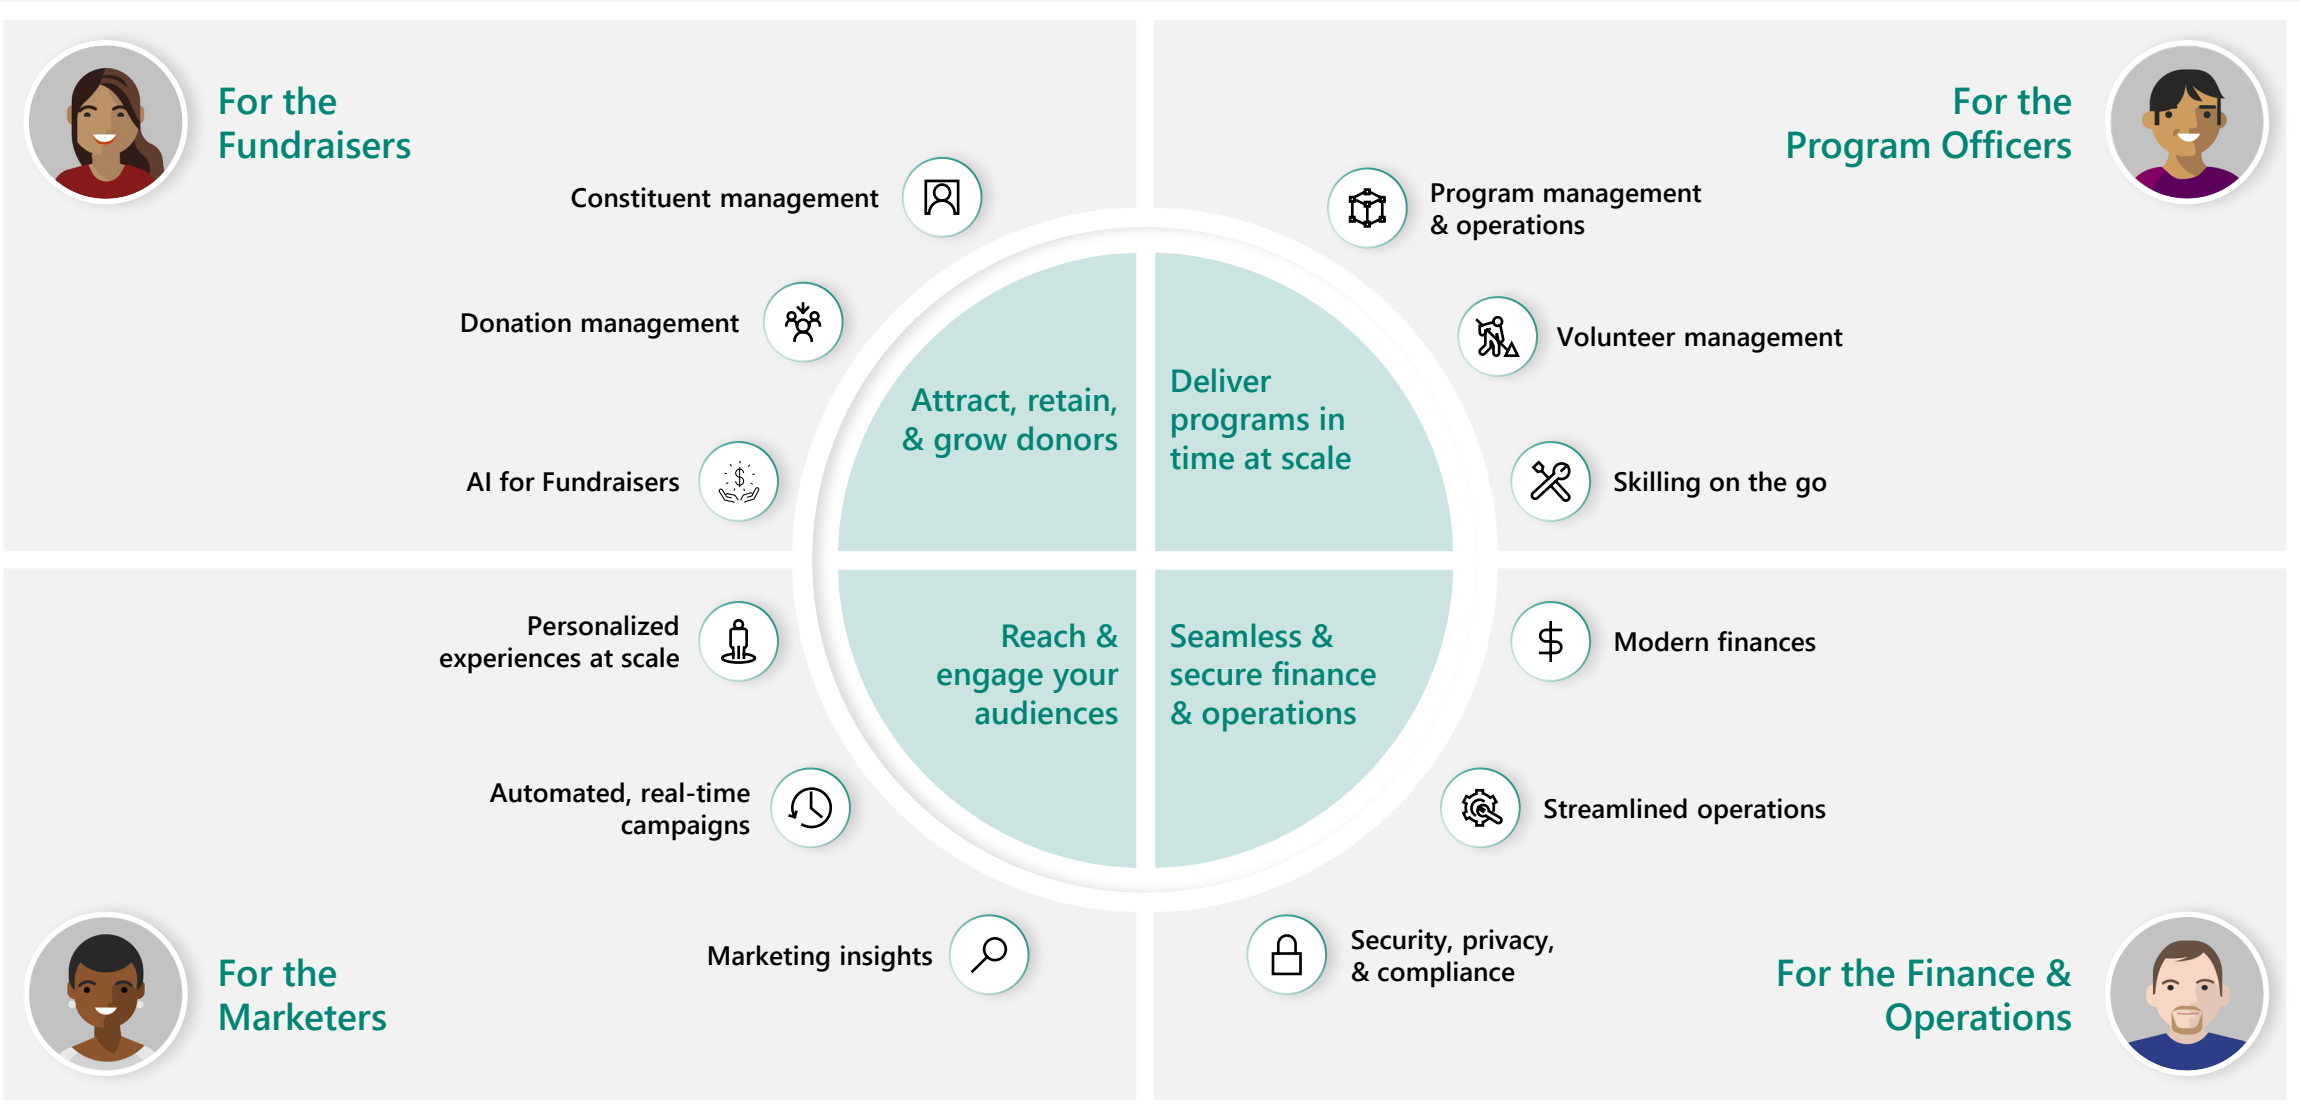 For the
Fundraisers
Constituent management
Donation management
AI for Fundraisers
Attract, retain,
& grow donors
For the
Program Officers
Program management
& operations
Volunteer management
Skilling on the go
Deliver
programs in
time at scale
Personalized
experiences at scale
Automated, real-time
campaigns
Marketing insights
For the
Marketers
Reach &
engage your
audiences
Seamless &
secure finance
& operations
Modern finances
Streamlined operations
Security, privacy,
& compliance
For the Finance &
Operations